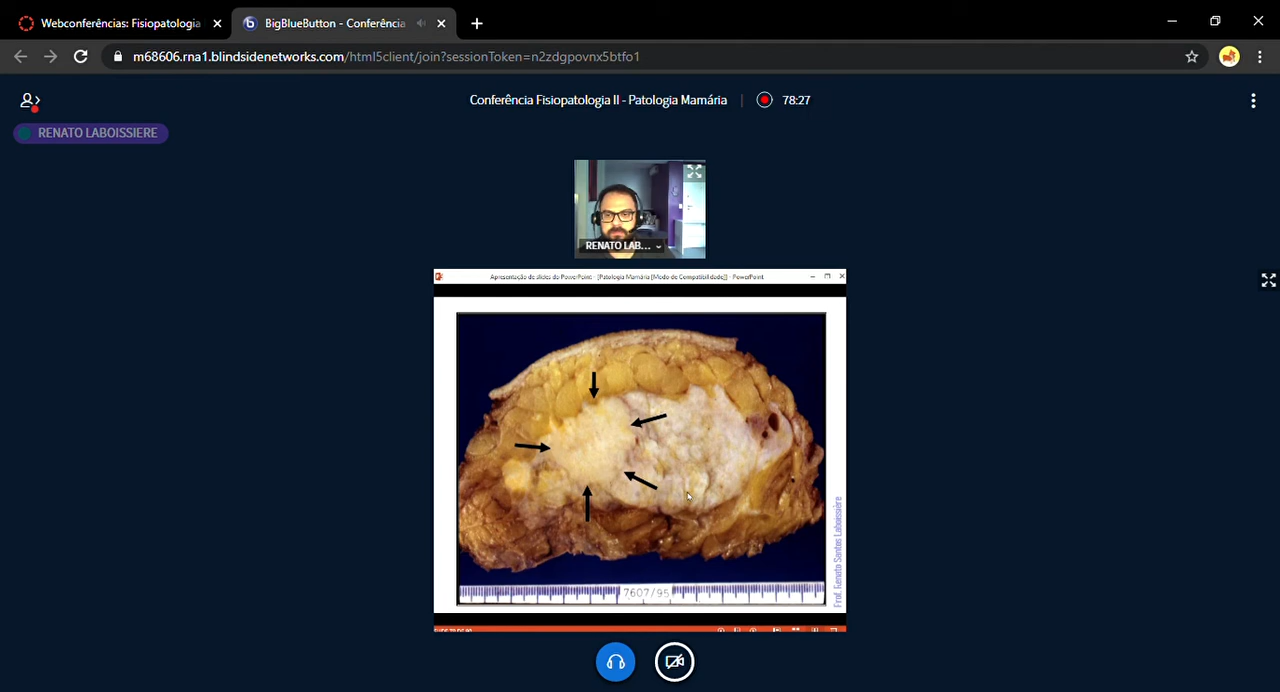 Webconferências: Fisiopatologia
BigBlueButton - Conferência
m68606.rna1.blindsidenetworks.com/html5client/join?sessionToken=n2zdgpovnx5btfo1
Conferência Fisiopatologia II - Patologia Mamária
78:27
RENATO LABOISSIERE
RENATO LAB...
Apresentação de slides do PowerPoint - [Patologia Mamária [Modo de Compatibilidade]] - PowerPoint
Prof. Renato Santos Laboissière
7607/95